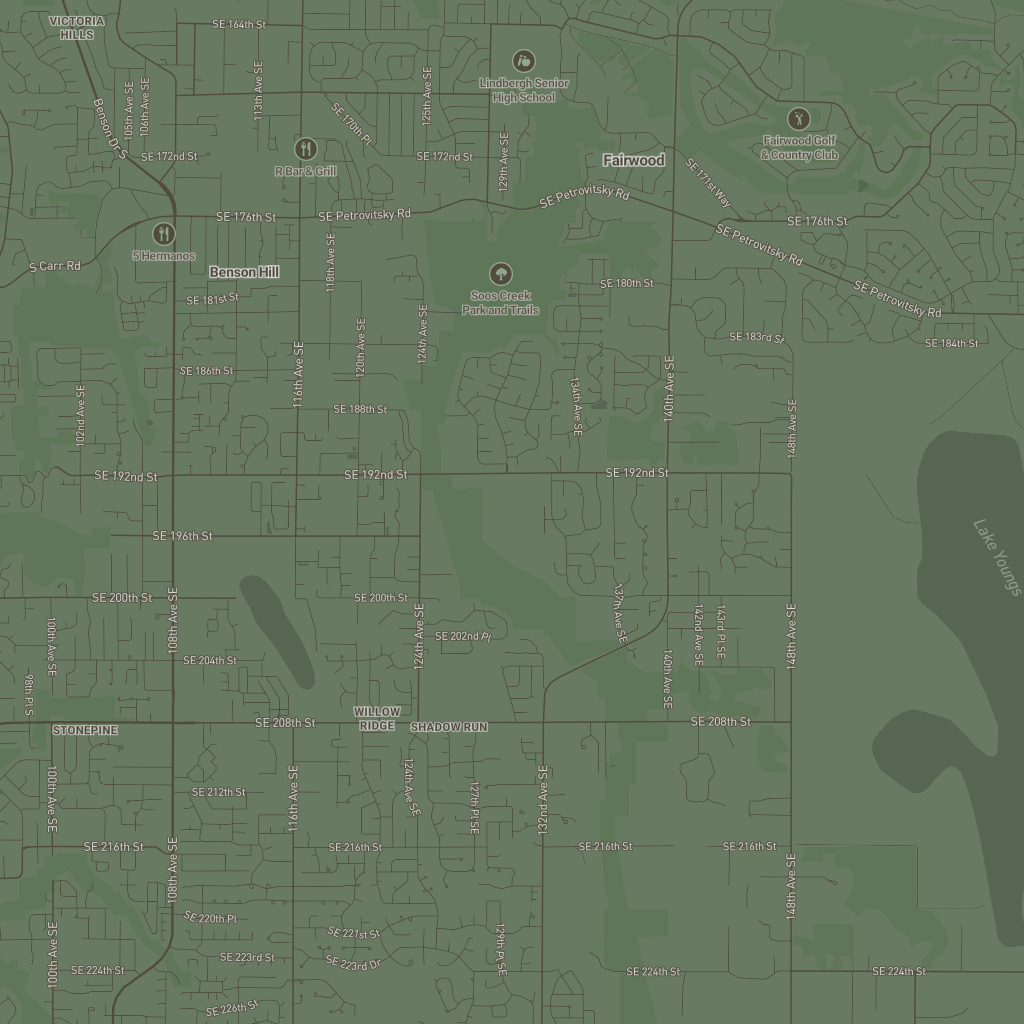 VICTORIA
HILLS
SE 164th St
Lindbergh Senior
High School
105th Ave SE
106th Ave SE
113th Ave SE
125th Ave SE
Benson Dr S
SE 170th Pl
129th Ave SE
Fairwood Golf
& Country Club
SE 172nd St
R Bar & Grill
SE 172nd St
Fairwood
SE 171st Way
SE 176th St
SE Petrovitsky Rd
SE Petrovitsky Rd
SE 176th St
SE Petrovitsky Rd
5 Hermanos
S Carr Rd
Benson Hill
118th Ave SE
Soos Creek
Park and Trails
SE 180th St
SE Petrovitsky Rd
SE 181st St
124th Ave SE
120th Ave SE
SE 183rd St
SE 184th St
SE 186th St
116th Ave SE
134th Ave SE
140th Ave SE
102nd Ave SE
SE 188th St
148th Ave SE
SE 192nd St
SE 192nd St
SE 192nd St
SE 196th St
Lake Youngs
SE 200th St
108th Ave SE
SE 200th St
124th Ave SE
137th Ave SE
142nd Ave SE
143rd Pl SE
148th Ave SE
100th Ave SE
SE 202nd Pl
SE 204th St
140th Ave SE
98th Pl S
WILLOW
RIDGE
SE 208th St
SHADOW RUN
SE 208th St
STONEPINE
100th Ave SE
SE 212th St
116th Ave SE
124th Ave SE
127th Pl SE
132nd Ave SE
SE 216th St
108th Ave SE
SE 216th St
SE 216th St
SE 216th St
148th Ave SE
SE 220th Pl
SE 221st St
129th Pl SE
100th Ave SE
SE 223rd St
SE 223rd Dr
SE 224th St
SE 224th St
SE 224th St
SE 226th St